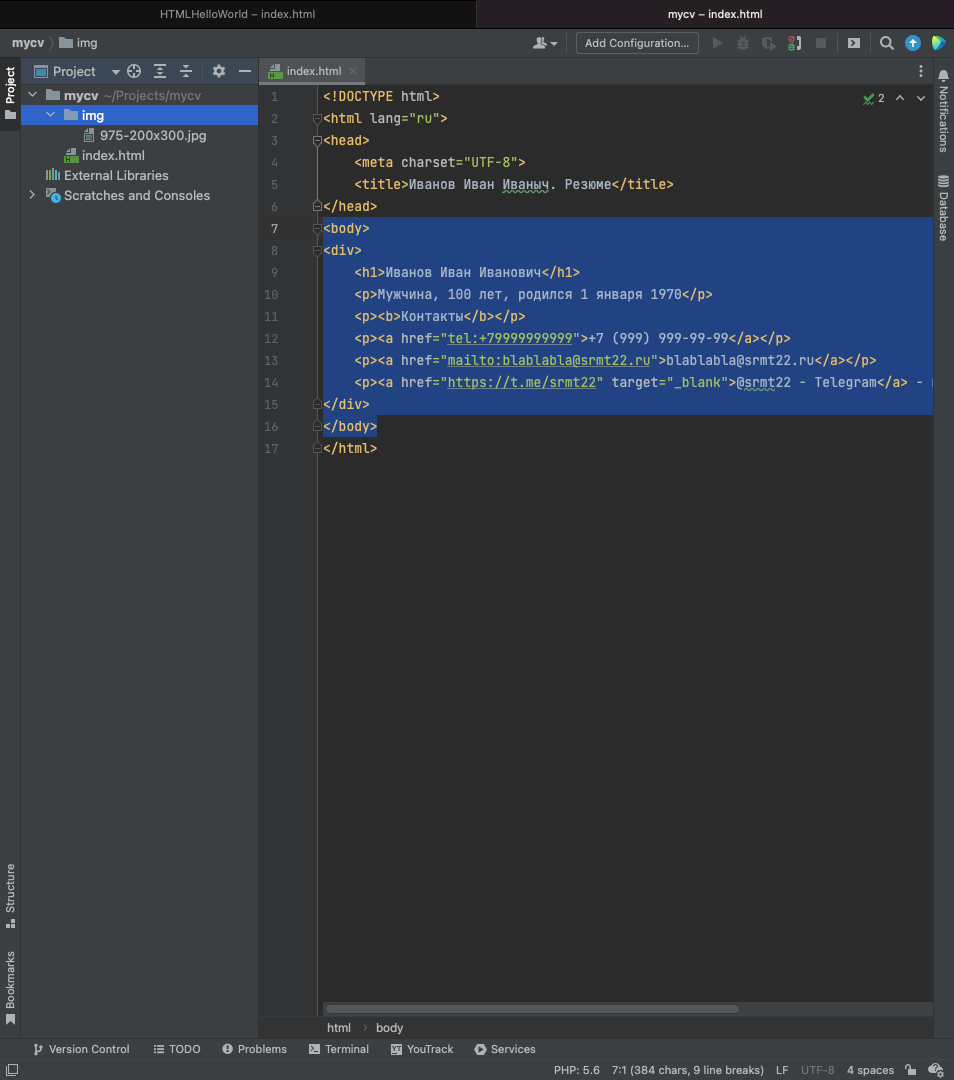 HTMLHelloWorld – index.html
mycv – index.html
mycv
img
Add Configuration...
Project
Project
index.html
mycv ~/Projects/mycv
img
975-200x300.jpg
index.html
External Libraries
Scratches and Consoles
2
1 <!DOCTYPE html>
2 <html lang="ru">
3 <head>
4 <meta charset="UTF-8">
5 <title>Иванов Иван Иваныч. Резюме</title>
6 </head>
7 <body>
8 <div>
9 <h1>Иванов Иван Иванович</h1>
10 <p>Мужчина, 100 лет, родился 1 января 1970</p>
11 <p><b>Контакты</b></p>
12 <p><a href="tel:+79999999999">+7 (999) 999-99-99</a></p>
13 <p><a href="mailto:blablabla@srmt22.ru">blablabla@srmt22.ru</a></p>
14 <p><a href="https://t.me/srmt22" target="_blank">@srmt22 - Telegram</a> -
15 </div>
16 </body>
17 </html>
Notifications
Database
Structure
Bookmarks
html
body
Version Control
TODO
Problems
Terminal
YouTrack
Services
PHP: 5.6
7:1 (384 chars, 9 line breaks)
LF
UTF-8
4 spaces